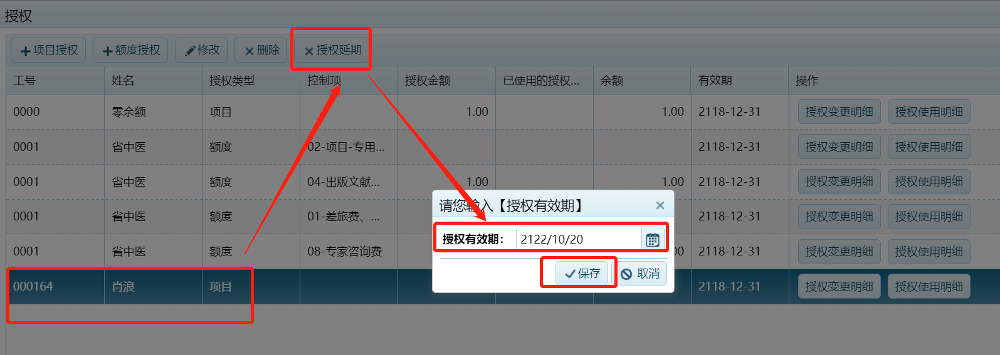 授权
项目授权 额度授权 修改 删除 授权延期
工号 姓名 授权类型 控制项 授权金额 已使用的授权... 余额 有效期 操作
0000 零余额 项目 1.00 1.00 2118-12-31 授权变更明细 授权使用明细
0001 省中医 额度 02-项目-专用... 2118-12-31 授权变更明细 授权使用明细
0001 省中医 额度 04-出版文献... 1.00 1.00 2118-12-31 授权变更明细 授权使用明细
请您输入【授权有效期】
0001 省中医 额度 01-差旅费、... 2118-12-31 授权变更明细 授权使用明细
授权有效期： 2122/10/20
0001 省中医 额度 08-专家咨询费 2118-12-31 授权变更明细 授权使用明细
保存 取消
000164 肖浪 项目 2118-12-31 授权变更明细 授权使用明细